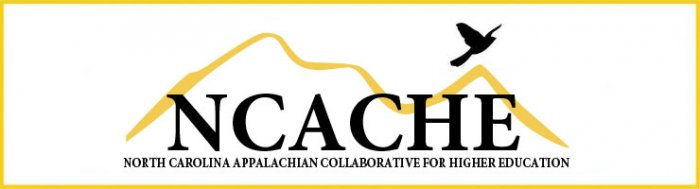 NCACHE
NORTH CAROLINA APPALACHIAN COLLABORATIVE FOR HIGHER EDUCATION